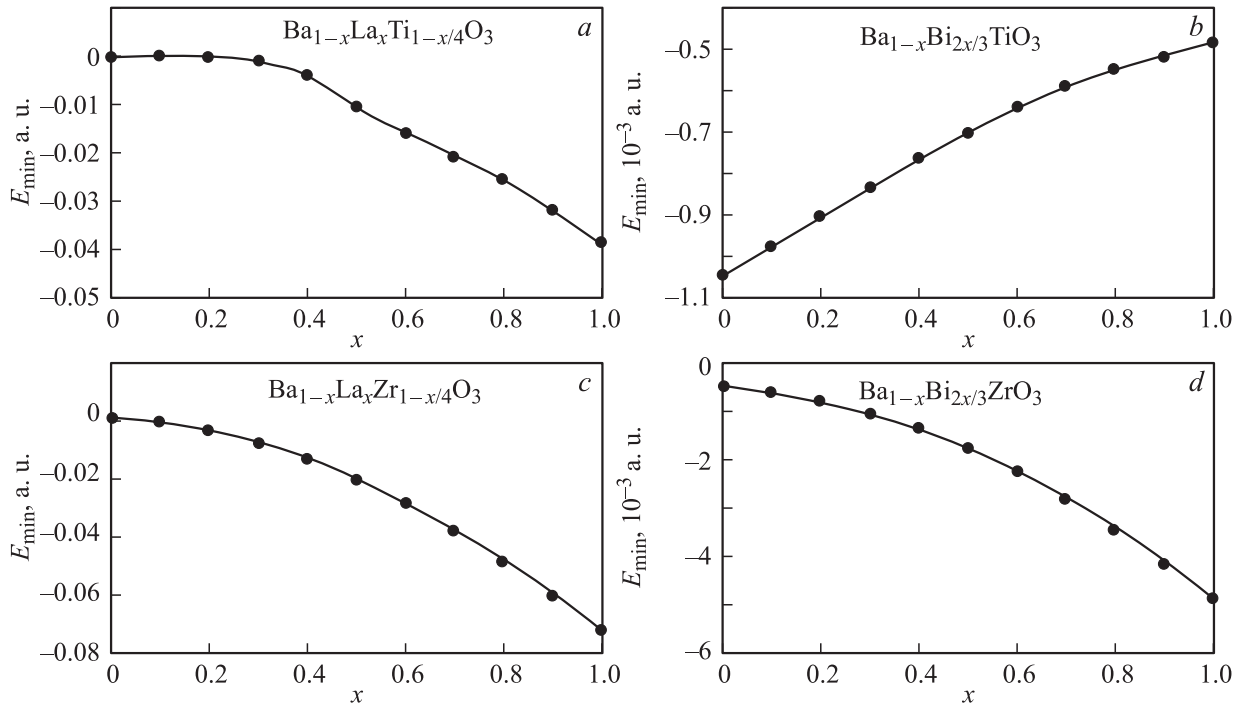 a
Ba1−xLaxTi1−x/4O3
Emin, a. u.
0
−0.01
−0.02
−0.03
−0.04
−0.05
0 0.2 0.4 0.6 0.8 1.0
x
b
Ba1−xBi2x/3TiO3
Emin, 10−3 a. u.
−0.5
−0.7
−0.9
−1.1
0 0.2 0.4 0.6 0.8 1.0
x
c
Ba1−xLaxZr1−x/4O3
Emin, a. u.
0
−0.02
−0.04
−0.06
−0.08
0 0.2 0.4 0.6 0.8 1.0
x
d
Ba1−xBi2x/3ZrO3
Emin, 10−3 a. u.
0
−2
−4
−6
0 0.2 0.4 0.6 0.8 1.0
x